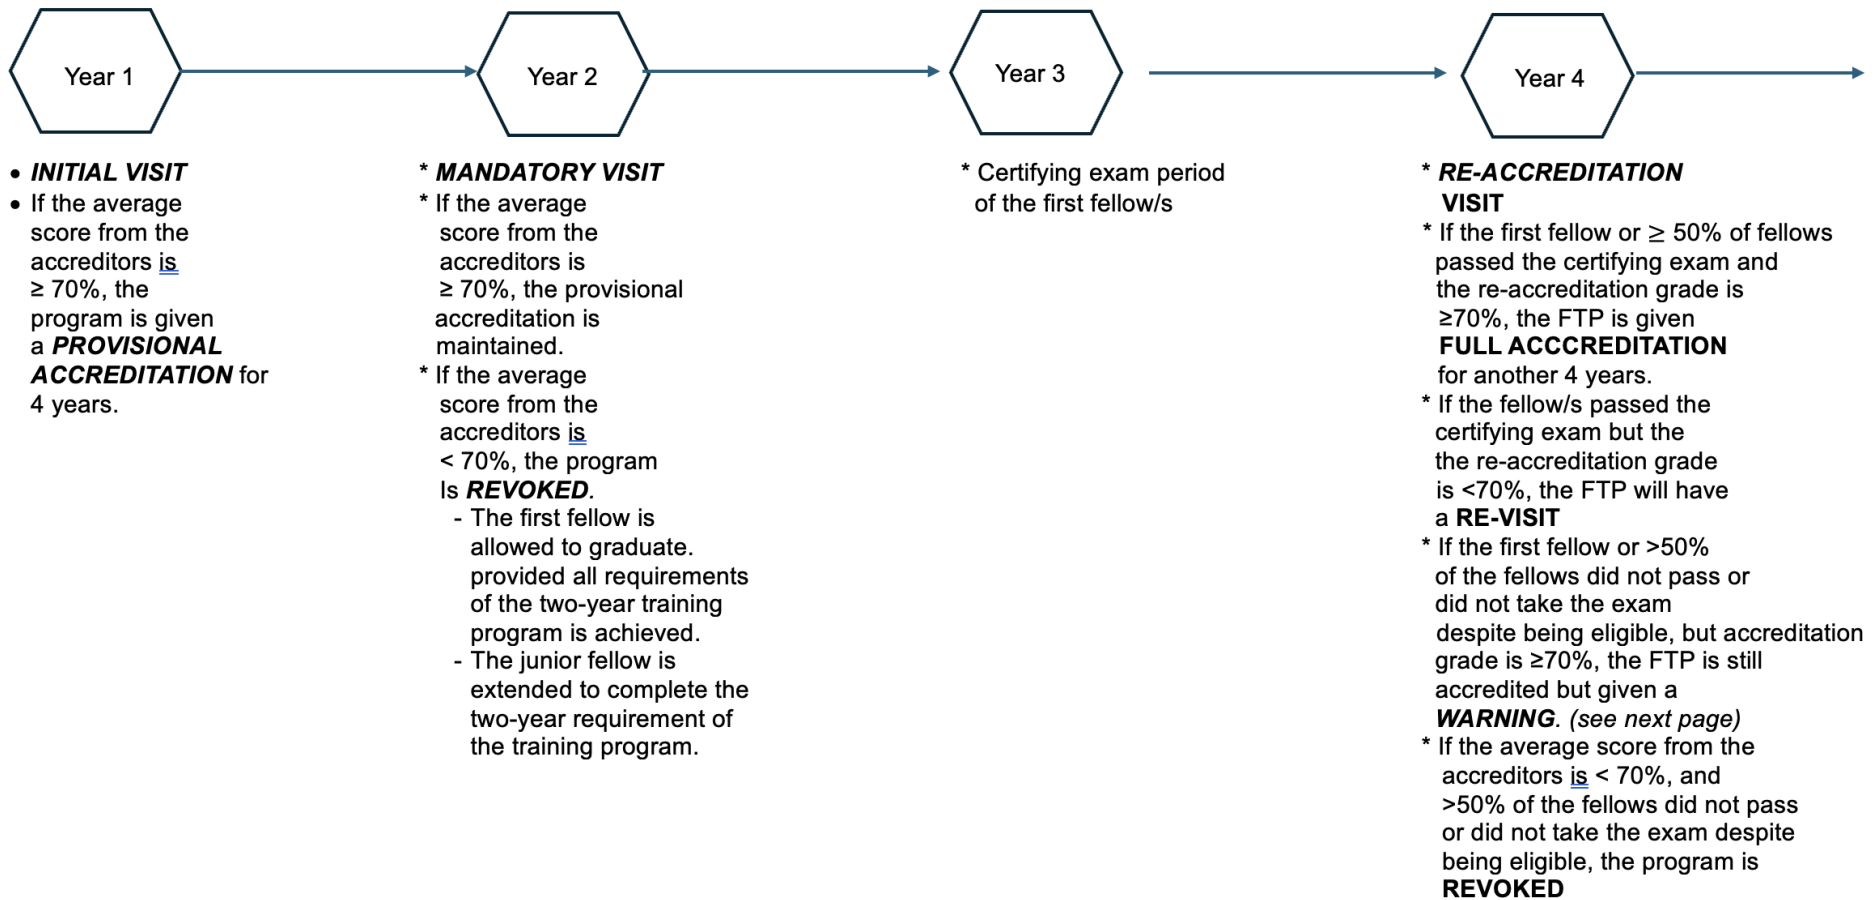 Year 1
Year 2
Year 3
Year 4
• INITIAL VISIT
• If the average
score from the
accreditors is
≥ 70%, the
program is given
a PROVISIONAL
ACCREDITATION for
4 years.
* MANDATORY VISIT
* If the average
score from the
accreditors is
≥ 70%, the provisional
accreditation is
maintained.
* If the average
score from the
accreditors is
< 70%, the program
Is REVOKED.
- The first fellow is
allowed to graduate.
provided all requirements
of the two-year training
program is achieved.
- The junior fellow is
extended to complete the
two-year requirement of
the training program.
* Certifying exam period
of the first fellow/s
* RE-ACCREDITATION
VISIT
* If the first fellow or ≥ 50% of fellows
passed the certifying exam and
the re-accreditation grade is
≥70%, the FTP is given
FULL ACCCREDITATION
for another 4 years.
* If the fellow/s passed the
certifying exam but the
the re-accreditation grade
is <70%, the FTP will have
a RE-VISIT
* If the first fellow or >50%
of the fellows did not pass or
did not take the exam
despite being eligible, but accreditation
grade is ≥70%, the FTP is still
accredited but given a
WARNING. (see next page)
* If the average score from the
accreditors is < 70%, and
>50% of the fellows did not pass
or did not take the exam despite
being eligible, the program is
REVOKED